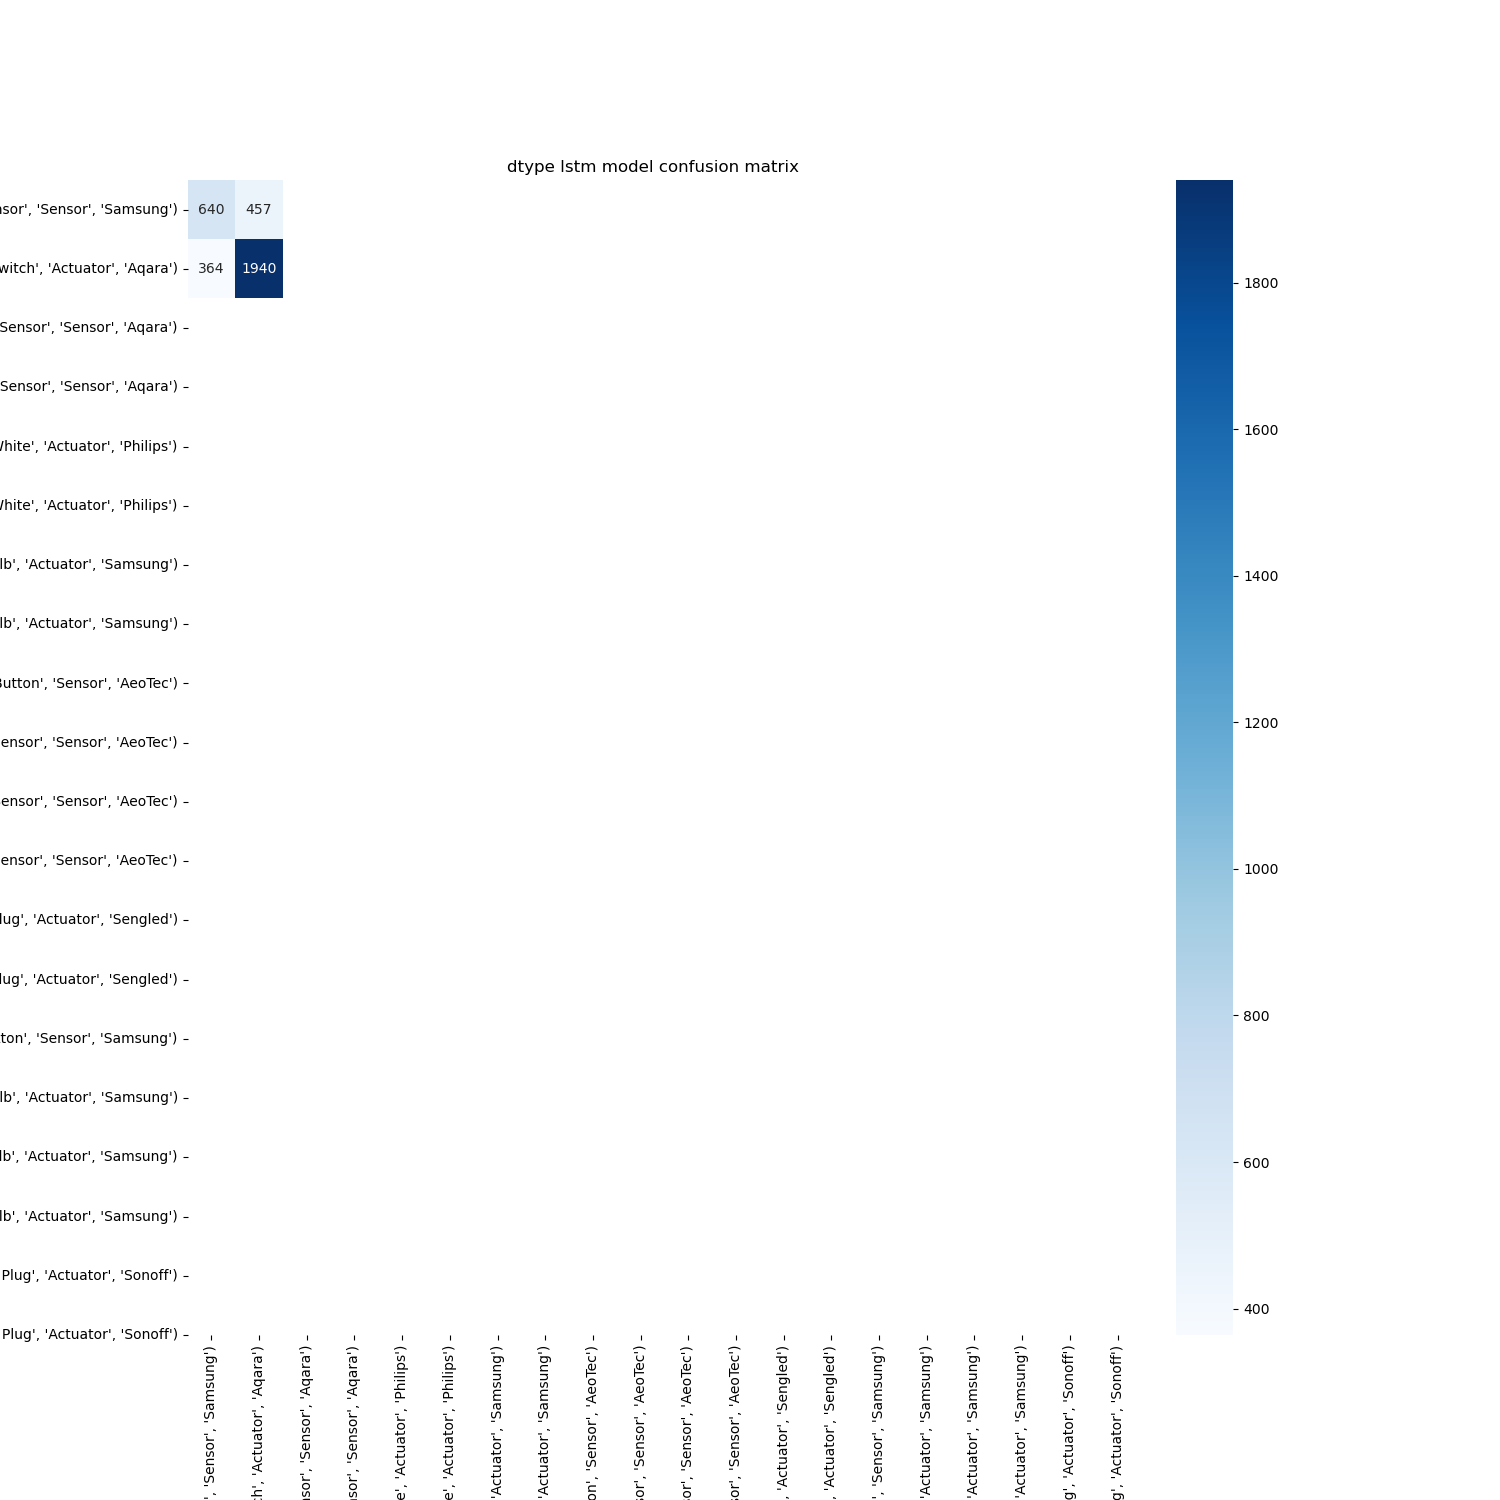 dtype lstm model confusion matrix
nsor', 'Sensor', 'Samsung')
640 457
witch', 'Actuator', 'Aqara')
364 1940
Sensor', 'Sensor', 'Aqara')
Sensor', 'Sensor', 'Aqara')
White', 'Actuator', 'Philips')
White', 'Actuator', 'Philips')
lb', 'Actuator', 'Samsung')
lb', 'Actuator', 'Samsung')
Button', 'Sensor', 'AeoTec')
ensor', 'Sensor', 'AeoTec')
ensor', 'Sensor', 'AeoTec')
ensor', 'Sensor', 'AeoTec')
lug', 'Actuator', 'Sengled')
lug', 'Actuator', 'Sengled')
ton', 'Sensor', 'Samsung')
lb', 'Actuator', 'Samsung')
lb', 'Actuator', 'Samsung')
lb', 'Actuator', 'Samsung')
Plug', 'Actuator', 'Sonoff')
Plug', 'Actuator', 'Sonoff')
', 'Sensor', 'Samsung')
ch', 'Actuator', 'Aqara')
nsor', 'Sensor', 'Aqara')
nsor', 'Sensor', 'Aqara')
e', 'Actuator', 'Philips')
e', 'Actuator', 'Philips')
'Actuator', 'Samsung')
'Actuator', 'Samsung')
on', 'Sensor', 'AeoTec')
sor', 'Sensor', 'AeoTec')
sor', 'Sensor', 'AeoTec')
sor', 'Sensor', 'AeoTec')
, 'Actuator', 'Sengled')
, 'Actuator', 'Sengled')
', 'Sensor', 'Samsung')
'Actuator', 'Samsung')
'Actuator', 'Samsung')
'Actuator', 'Samsung')
g', 'Actuator', 'Sonoff')
g', 'Actuator', 'Sonoff')
1800
1600
1400
1200
1000
800
600
400